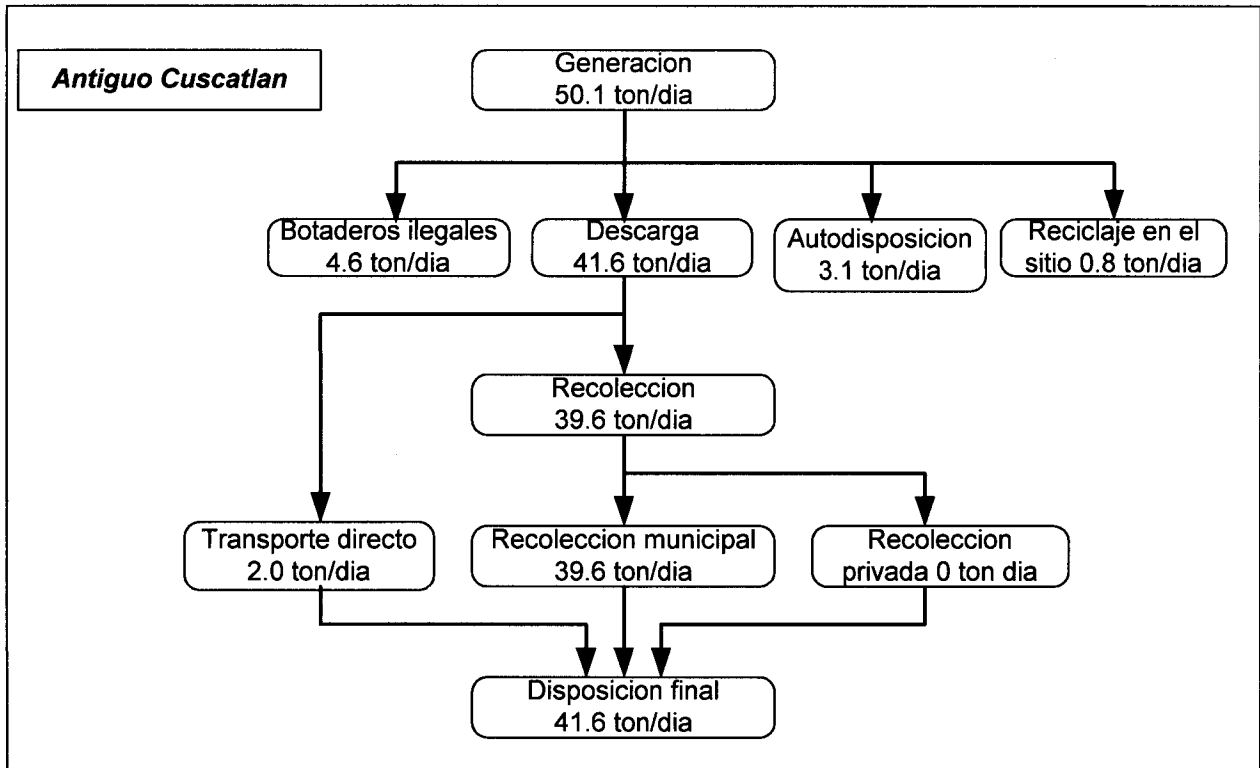 Antiguo Cuscatlan
Generacion
50.1 ton/dia
Botaderos ilegales
4.6 ton/dia
Descarga
41.6 ton/dia
Autodisposicion
3.1 ton/dia
Reciclaje en el
sitio 0.8 ton/dia
Recoleccion
39.6 ton/dia
Transporte directo
2.0 ton/dia
Recoleccion municipal
39.6 ton/dia
Recoleccion
privada 0 ton dia
Disposicion final
41.6 ton/dia